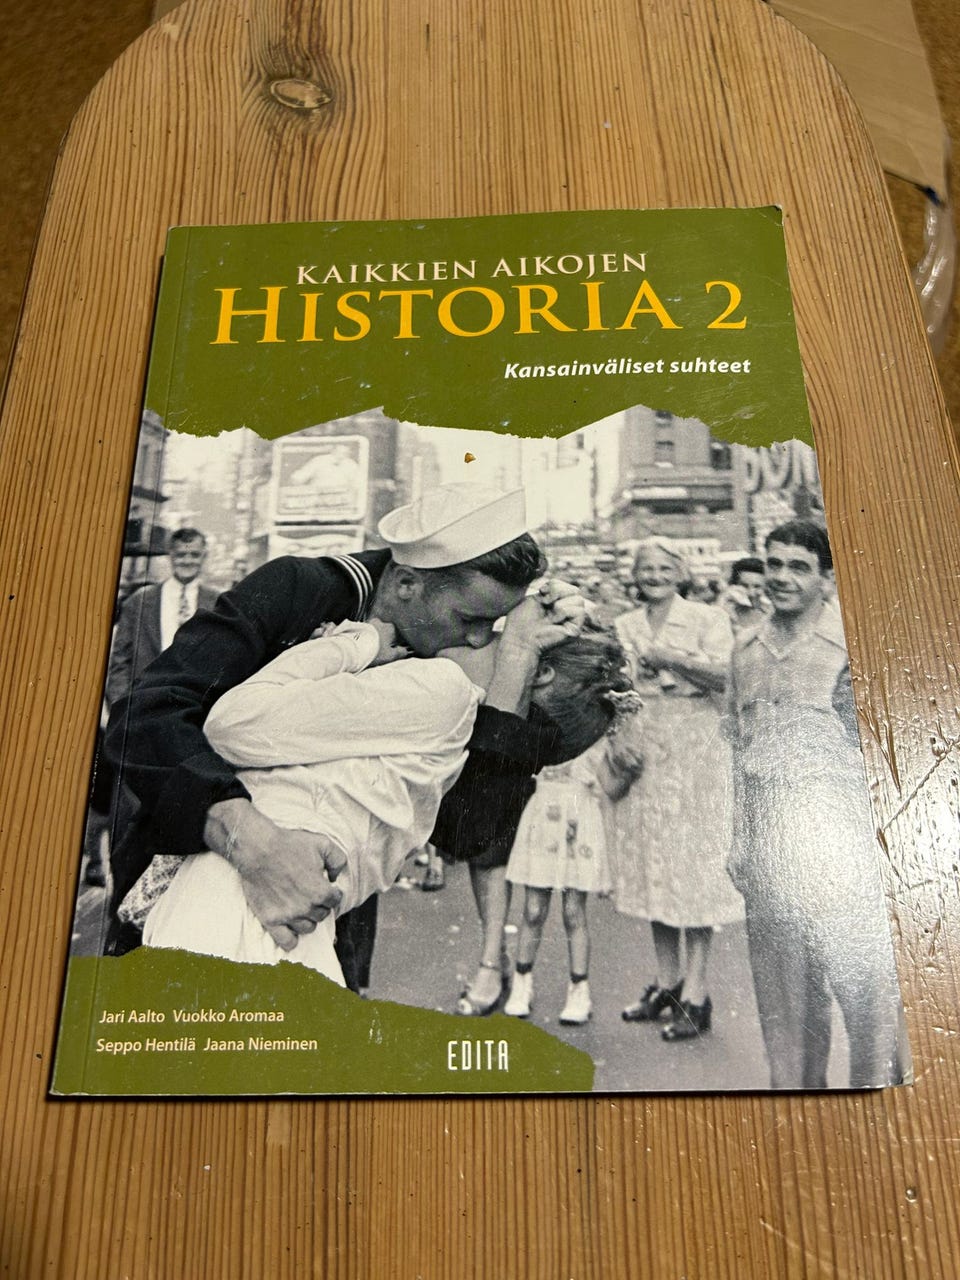 KAIKKIEN AIKOJEN
HISTORIA 2
Kansainväliset suhteet
Jari Aalto Vuokko Aromaa
Seppo Hentilä Jaana Nieminen
EDITA